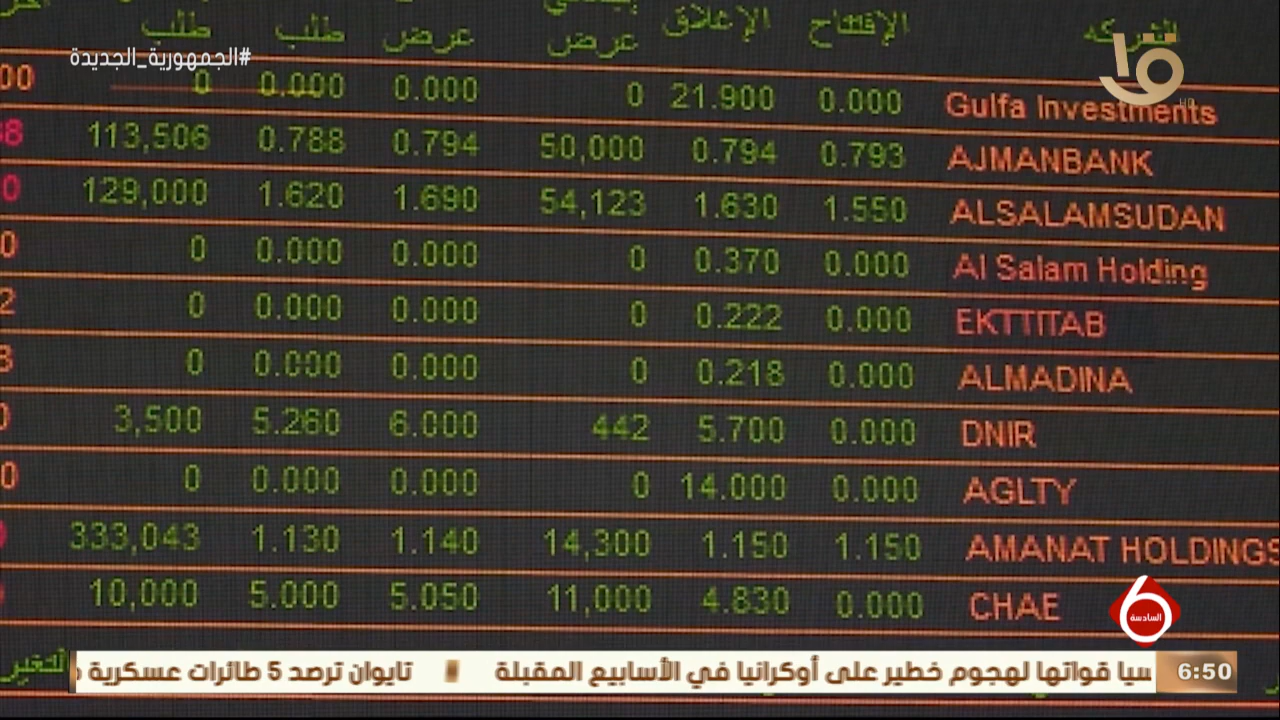 #الجمهورية_الجديدة
الشركه الإفتتاح الإغلاق عرض عرض طلب طلب
Gulfa Investments 0.000 21.900 0 0.000 0.000 0
AJMANBANK 0.793 0.794 50,000 0.794 0.788 113,506
ALSALAMSUDAN 1.550 1.630 54,123 1.690 1.620 129,000
Al Salam Holding 0.000 0.370 0 0.000 0.000 0
EKTTITAB 0.000 0.222 0 0.000 0.000 0
ALMADINA 0.000 0.218 0 0.000 0.000 0
DNIR 0.000 5.700 442 6.000 5.260 3,500
AGLTY 0.000 14.000 0 0.000 0.000 0
AMANAT HOLDINGS 1.150 1.150 14,300 1.140 1.130 333,043
CHAE 0.000 4.830 11,000 5.050 5.000 10,000
السادسة
6:50 قواتها لهجوم خطير على أوكرانيا في الأسابيع المقبلة تايوان ترصد 5 طائرات عسكرية